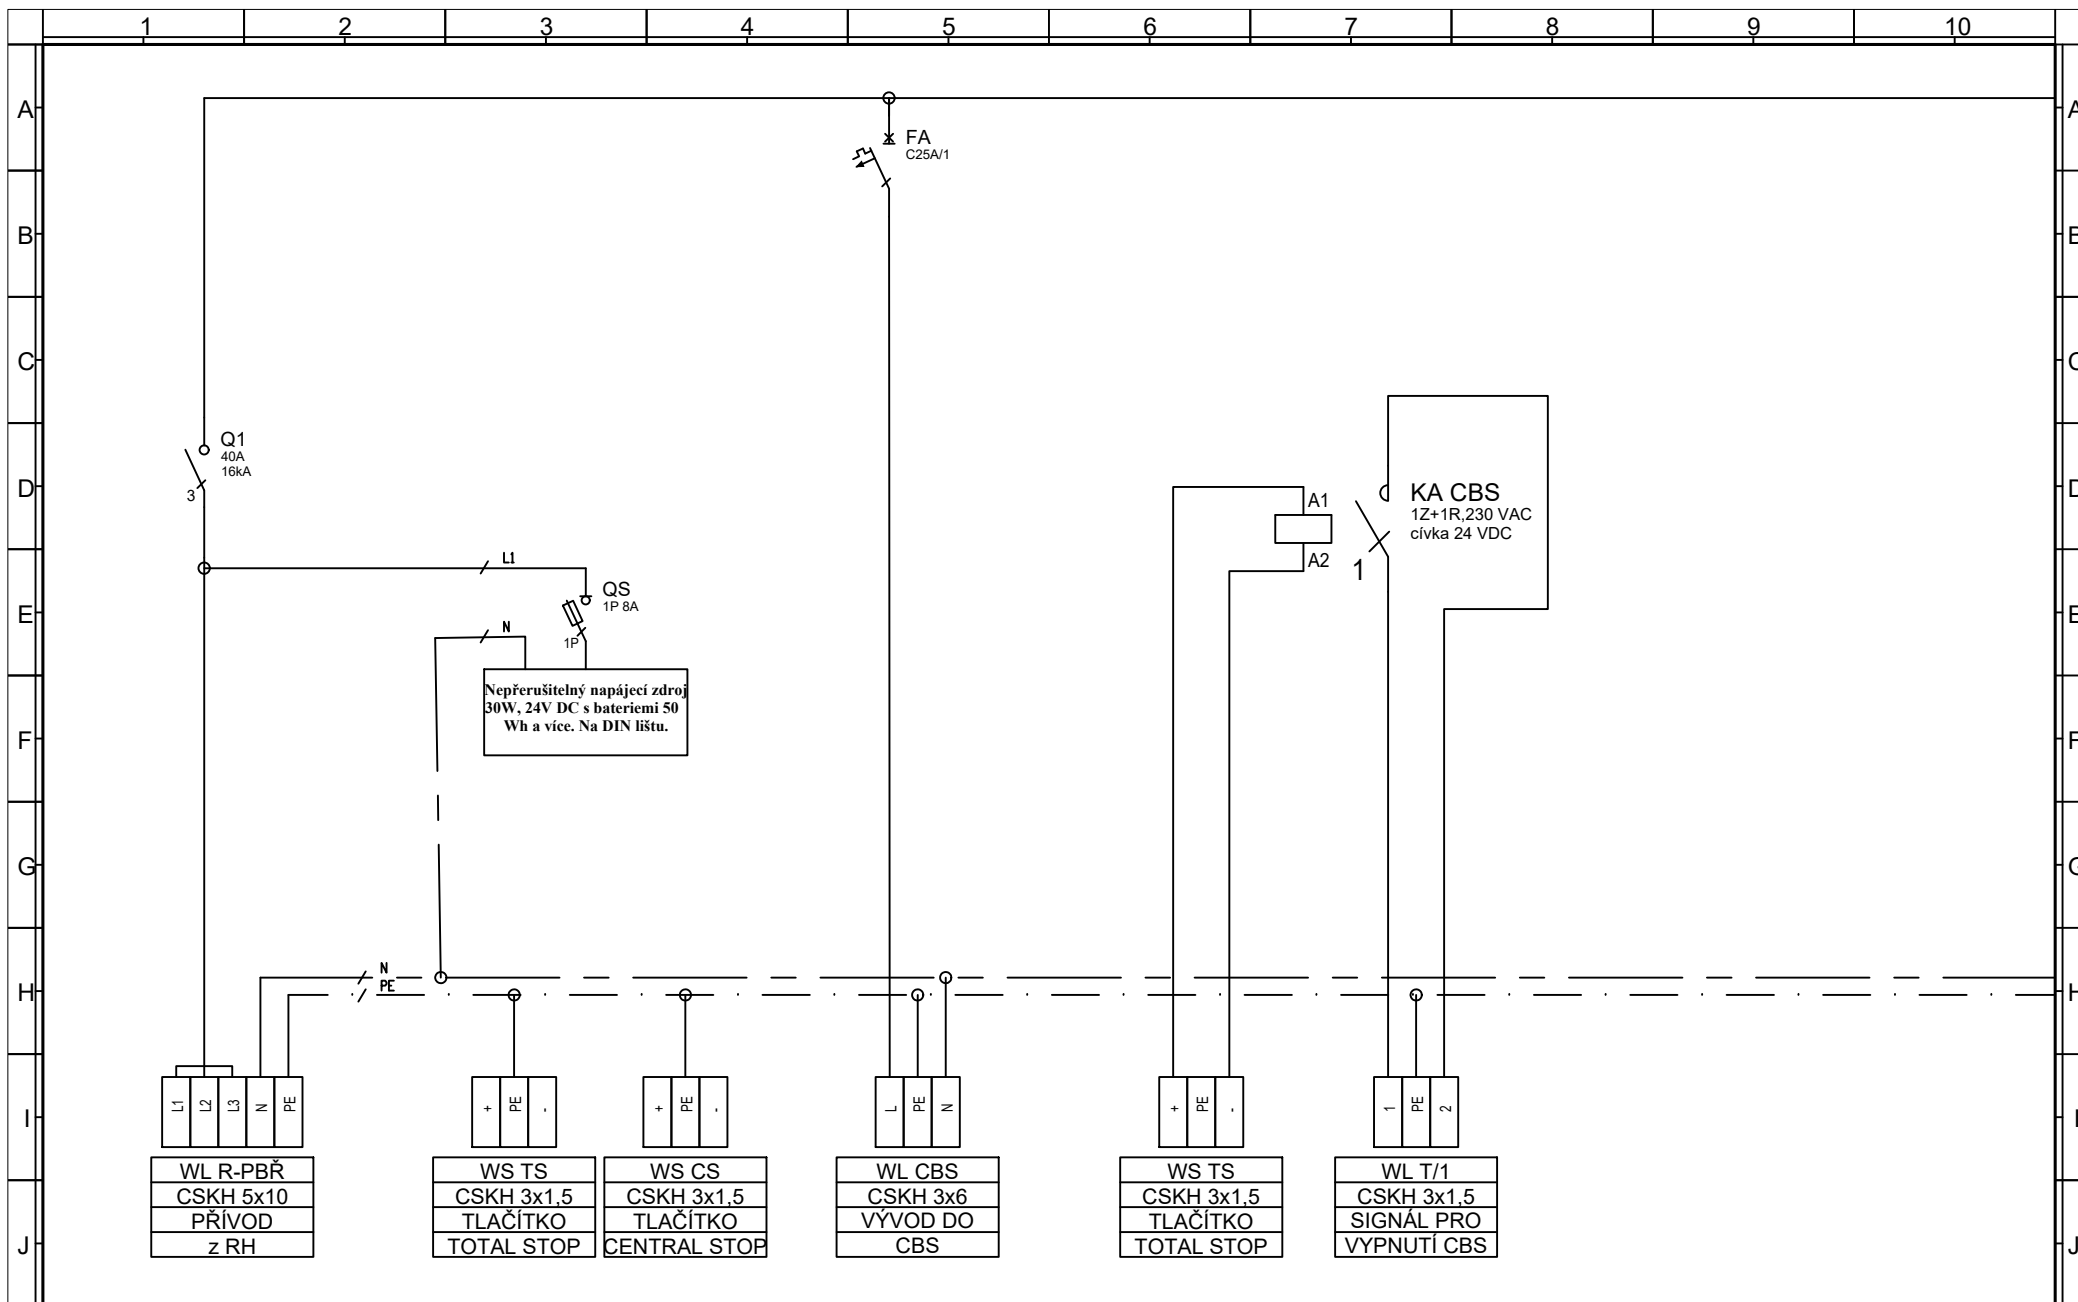 1 2 3 4 5 6 7 8 9 10
A A
FA
C25A/1
B B
C C
Q1
40A
16kA
3
D D
A1
KA CBS
1Z+1R,230 VAC
cívka 24 VDC
A2
1
L1
QS
1P 8A
1P
E E
N
Nepřerušitelný napájecí zdroj
30W, 24V DC s bateriemi 50
Wh a více. Na DIN lištu.
F F
G G
N
PE
H H
L1 L2 L3 N PE
+ PE -
+ PE -
L PE N
+ PE -
1 PE 2
I I
WL R-PBŘ
CSKH 5x10
PŘÍVOD
z RH
WS TS
CSKH 3x1,5
TLAČÍTKO
TOTAL STOP
WS CS
CSKH 3x1,5
TLAČÍTKO
CENTRAL STOP
WL CBS
CSKH 3x6
VÝVOD DO
CBS
WS TS
CSKH 3x1,5
TLAČÍTKO
TOTAL STOP
WL T/1
CSKH 3x1,5
SIGNÁL PRO
VYPNUTÍ CBS
J J